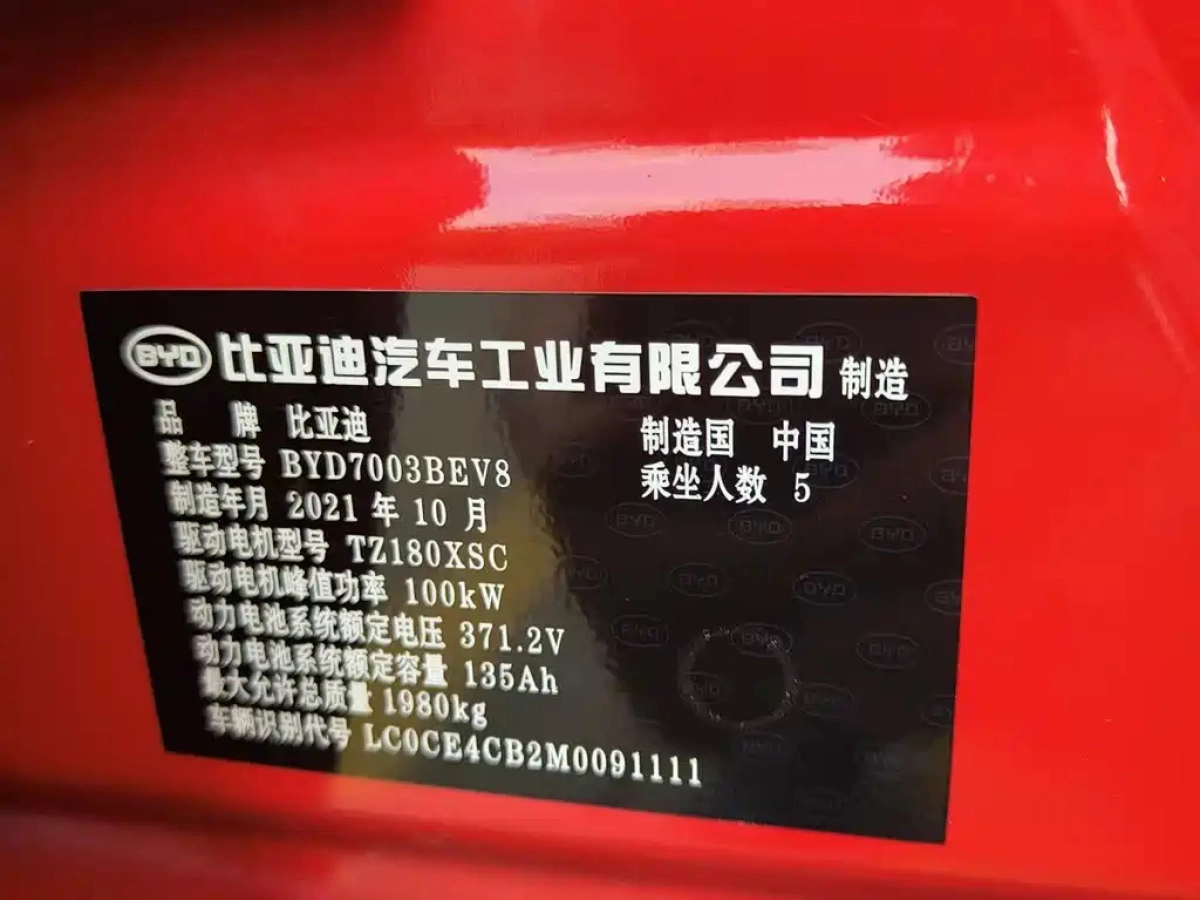 BYD 比亚迪汽车工业有限公司 制造
品 牌 比亚迪
制造国 中国
整车型号 BYD7003BEV8
乘坐人数 5
制造年月 2021 年 10 月
驱动电机型号 TZ180XSC
驱动电机峰值功率 100kW
动力电池系统额定电压 371.2V
动力电池系统额定容量 135Ah
最大允许总质量 1980kg
车辆识别代号 LC0CE4CB2M0091111